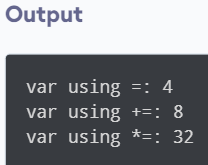 Output
var using =: 4
var using +=: 8
var using *=: 32